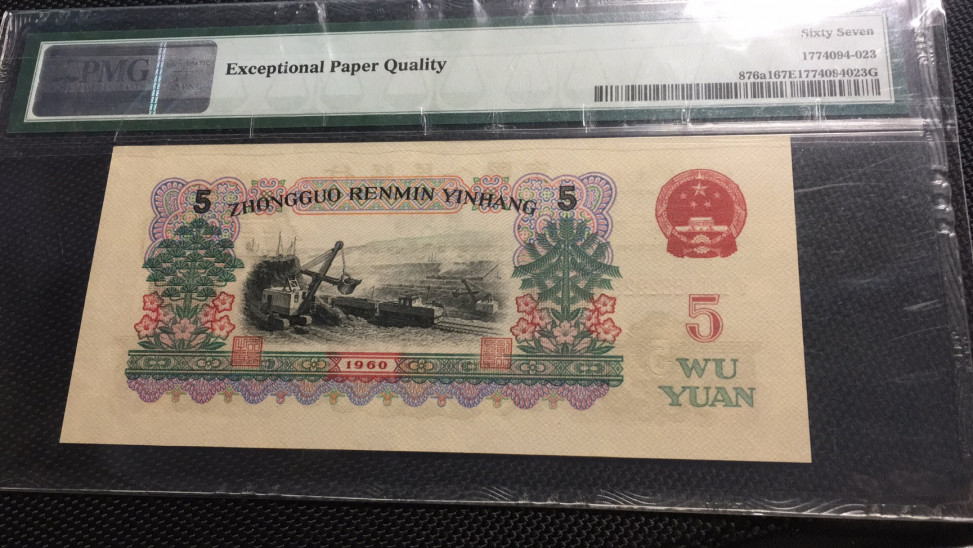 PMG
Exceptional Paper Quality
Sixty Seven
1774094-023
876a167E1774094023G
5 ZHONGGUO RENMIN YINHANG 5
1960
5
WU
YUAN